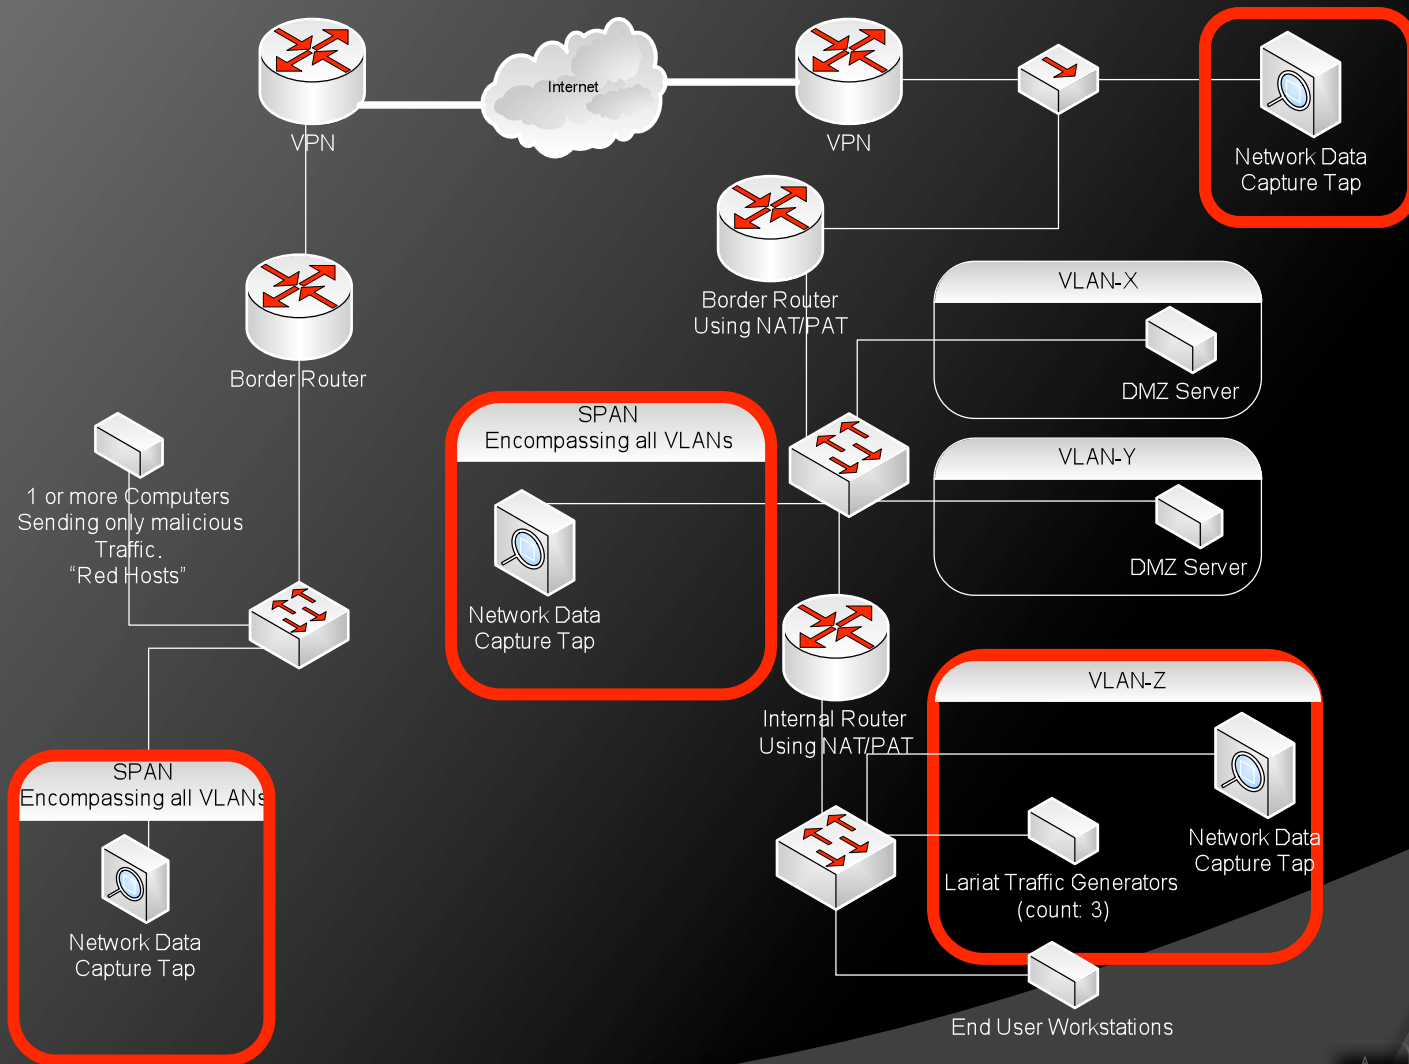 Internet
VPN
VPN
Network Data
Capture Tap
Border Router
Using NAT/PAT
VLAN-X
DMZ Server
Border Router
SPAN
Encompassing all VLANs
VLAN-Y
DMZ Server
1 or more Computers
Sending only malicious
Traffic.
“Red Hosts”
Network Data
Capture Tap
VLAN-Z
Internal Router
Using NAT/PAT
SPAN
Encompassing all VLANs
Network Data
Capture Tap
Lariat Traffic Generators
(count: 3)
Network Data
Capture Tap
End User Workstations